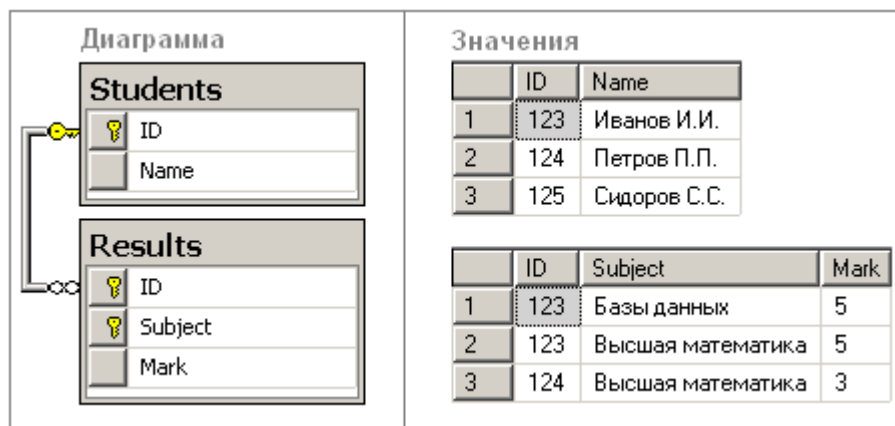 Диаграмма
Students
ID
Name
Results
ID
Subject
Mark
Значения
ID Name
1 123 Иванов И.И.
2 124 Петров П.П.
3 125 Сидоров С.С.
ID Subject Mark
1 123 Базы данных 5
2 123 Высшая математика 5
3 124 Высшая математика 3